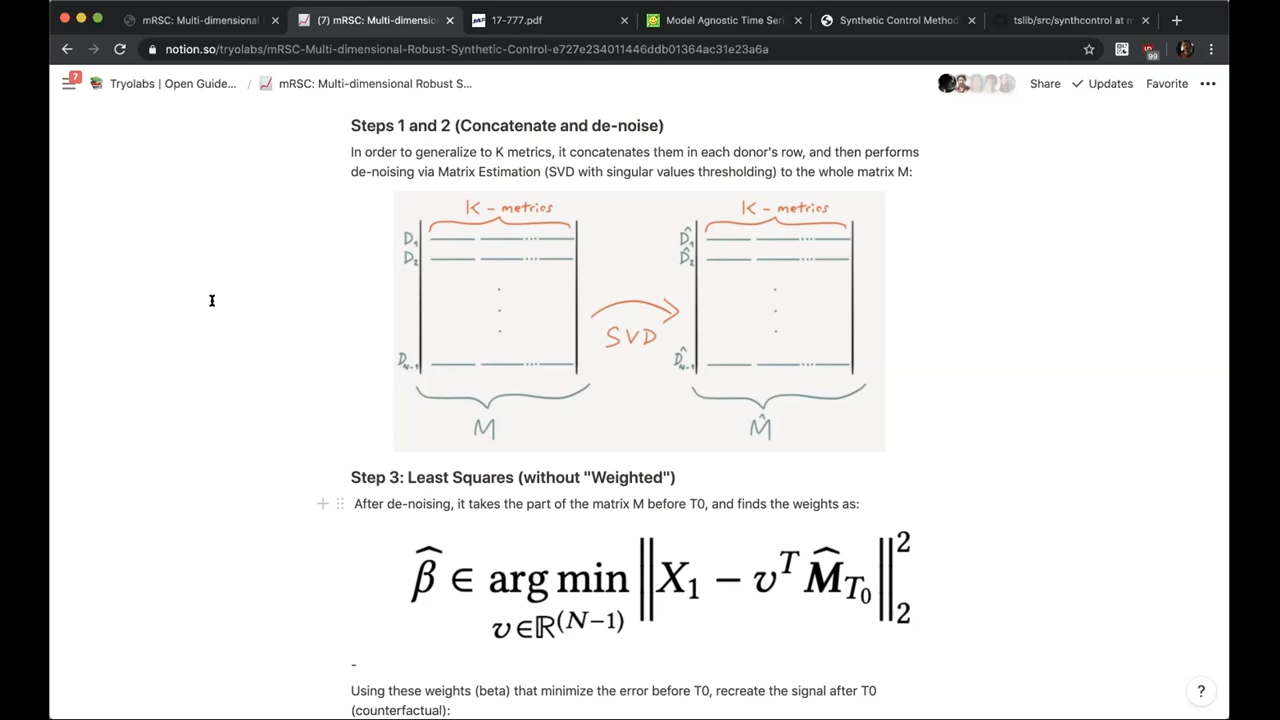 mRSC: Multi-dimensional
(7) mRSC: Multi-dimensio
17-777.pdf
Model Agnostic Time Seri
Synthetic Control Method
tslib/src/synthcontrol at m
notion.so/tryolabs/mRSC-Multi-dimensional-Robust-Synthetic-Control-e727e234011446ddb01364ac31e23a6a
99
7
Tryolabs | Open Guide...
/
mRSC: Multi-dimensional Robust S...
Share
Updates
Favorite
Steps 1 and 2 (Concatenate and de-noise)
In order to generalize to K metrics, it concatenates them in each donor's row, and then performs
de-noising via Matrix Estimation (SVD with singular values thresholding) to the whole matrix M:
K - metrics K - metrics
D₁ D̂₁
D₂ D̂₂
SVD
D_{N-1} D̂_{N-1}
M M̂
Step 3: Least Squares (without "Weighted")
After de-noising, it takes the part of the matrix M before T0, and finds the weights as:
β̂ ∈ arg min_{v∈ℝ^{(N−1)}} ‖X₁ − v^T M̂_{T₀}‖₂²
-
Using these weights (beta) that minimize the error before T0, recreate the signal after T0
(counterfactual):
?